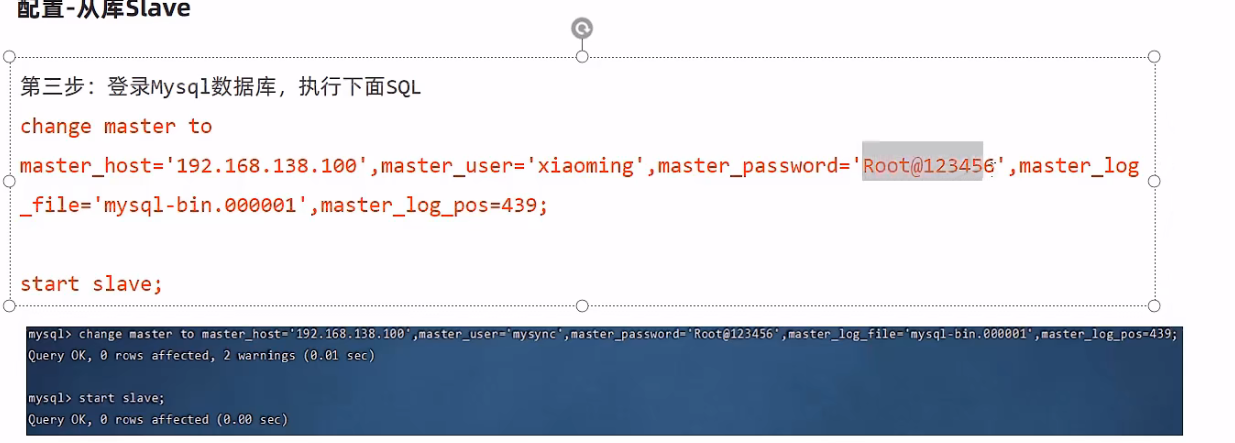 配置-从库Slave
第三步：登录Mysql数据库，执行下面SQL
change master to
master_host='192.168.138.100',master_user='xiaoming',master_password='Root@123456',master_log
_file='mysql-bin.000001',master_log_pos=439;
start slave;
mysql> change master to master_host='192.168.138.100',master_user='mysync',master_password='Root@123456',master_log_file='mysql-bin.000001',master_log_pos=439;
Query OK, 0 rows affected, 2 warnings (0.01 sec)
mysql> start slave;
Query OK, 0 rows affected (0.00 sec)